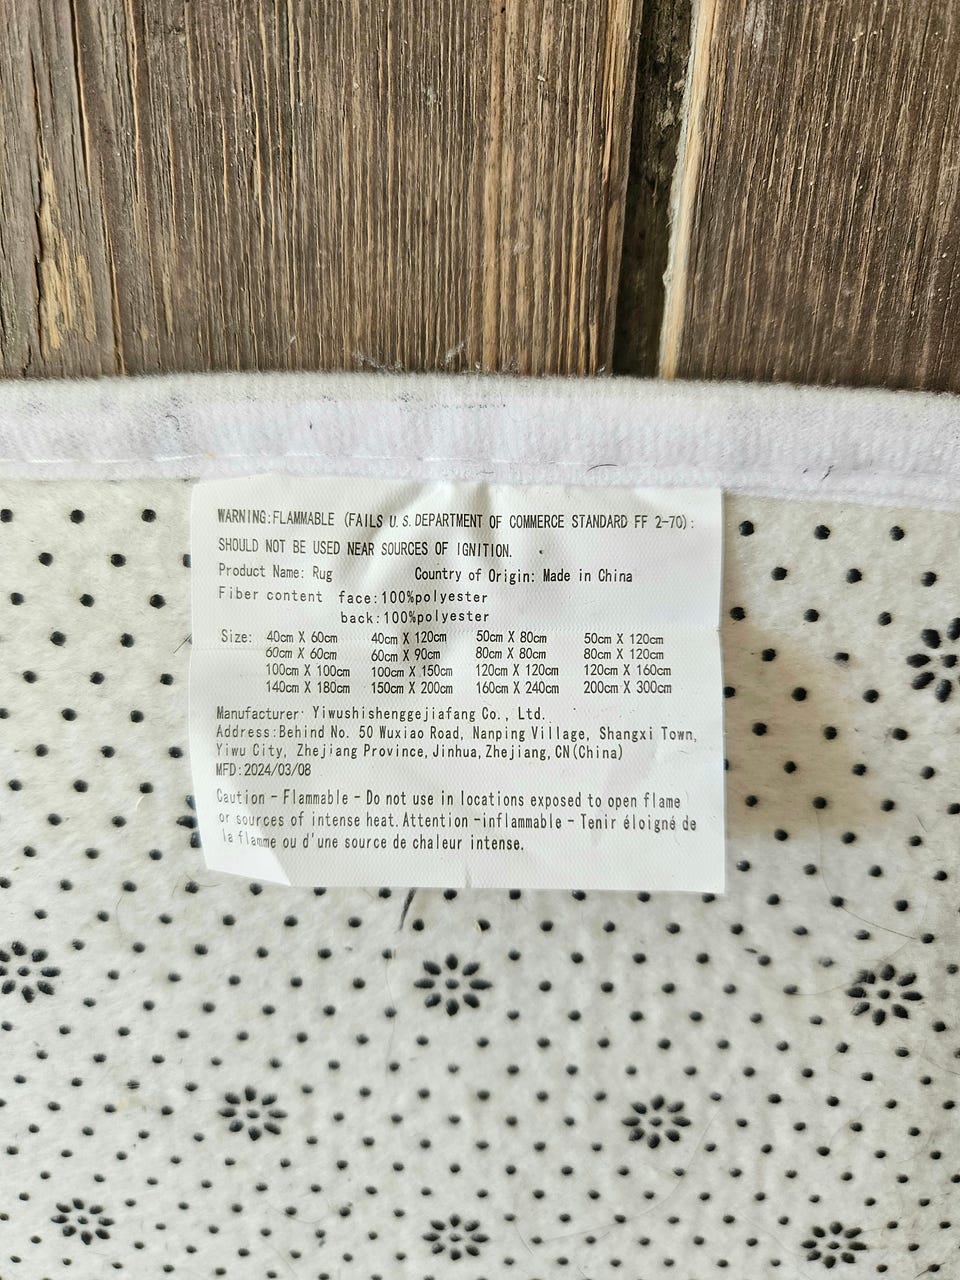 WARNING:FLAMMABLE (FAILS U.S.DEPARTMENT OF COMMERCE STANDARD FF 2-70):
SHOULD NOT BE USED NEAR SOURCES OF IGNITION.
Product Name: Rug Country of Origin: Made in China
Fiber content face:100%polyester
back:100%polyester
Size: 40cm X 60cm 40cm X 120cm 50cm X 80cm 50cm X 120cm
60cm X 60cm 60cm X 90cm 80cm X 80cm 80cm X 120cm
100cm X 100cm 100cm X 150cm 120cm X 120cm 120cm X 160cm
140cm X 180cm 150cm X 200cm 160cm X 240cm 200cm X 300cm
Manufacturer: Yiwushishenggejiafang Co., Ltd.
Address:Behind No. 50 Wuxiao Road, Nanping Village, Shangxi Town,
Yiwu City, Zhejiang Province,Jinhua,Zhejiang,CN(China)
MFD:2024/03/08
Caution - Flammable - Do not use in locations exposed to open flame
or sources of intense heat.Attention -inflammable - Tenir éloigné de
la flamme ou d'une source de chaleur intense.